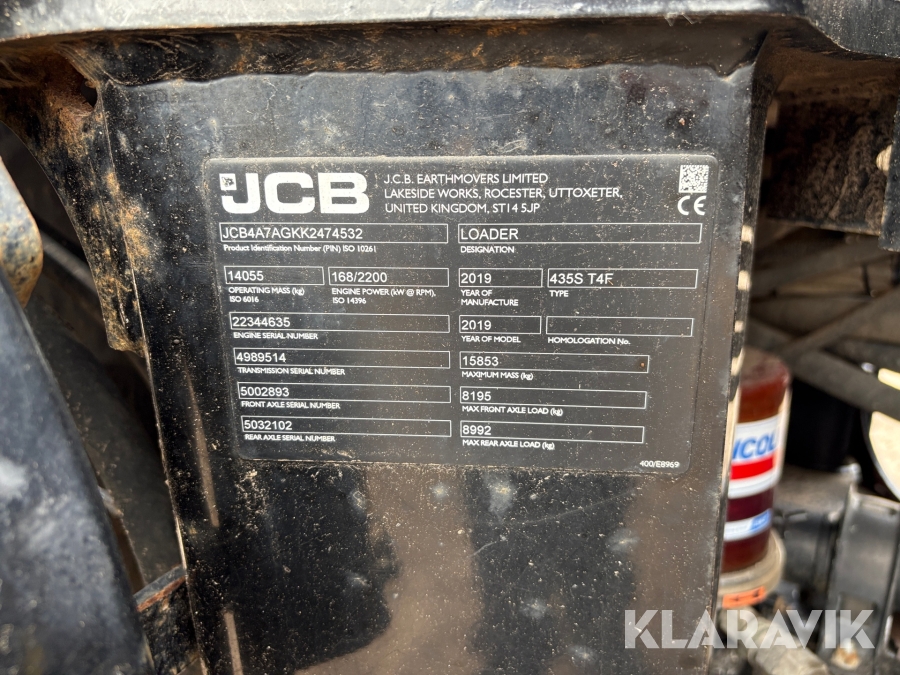 JCB
J.C.B. EARTHMOVERS LIMITED
LAKESIDE WORKS, ROCESTER, UTTOXETER,
UNITED KINGDOM, ST14 5JP
CE
JCB4A7AGKK2474532
Product Identification Number (PIN) ISO 10261
LOADER
DESIGNATION
14055
OPERATING MASS (kg)
ISO 6016
168/2200
ENGINE POWER (kW @ RPM),
ISO 14396
2019
YEAR OF
MANUFACTURE
435S T4F
TYPE
22344635
ENGINE SERIAL NUMBER
2019
YEAR OF MODEL
HOMOLOGATION No.
4989514
TRANSMISSION SERIAL NUMBER
15853
MAXIMUM MASS (kg)
5002893
FRONT AXLE SERIAL NUMBER
8195
MAX FRONT AXLE LOAD (kg)
5032102
REAR AXLE SERIAL NUMBER
8992
MAX REAR AXLE LOAD (kg)
400/E8969
KLARAVIK